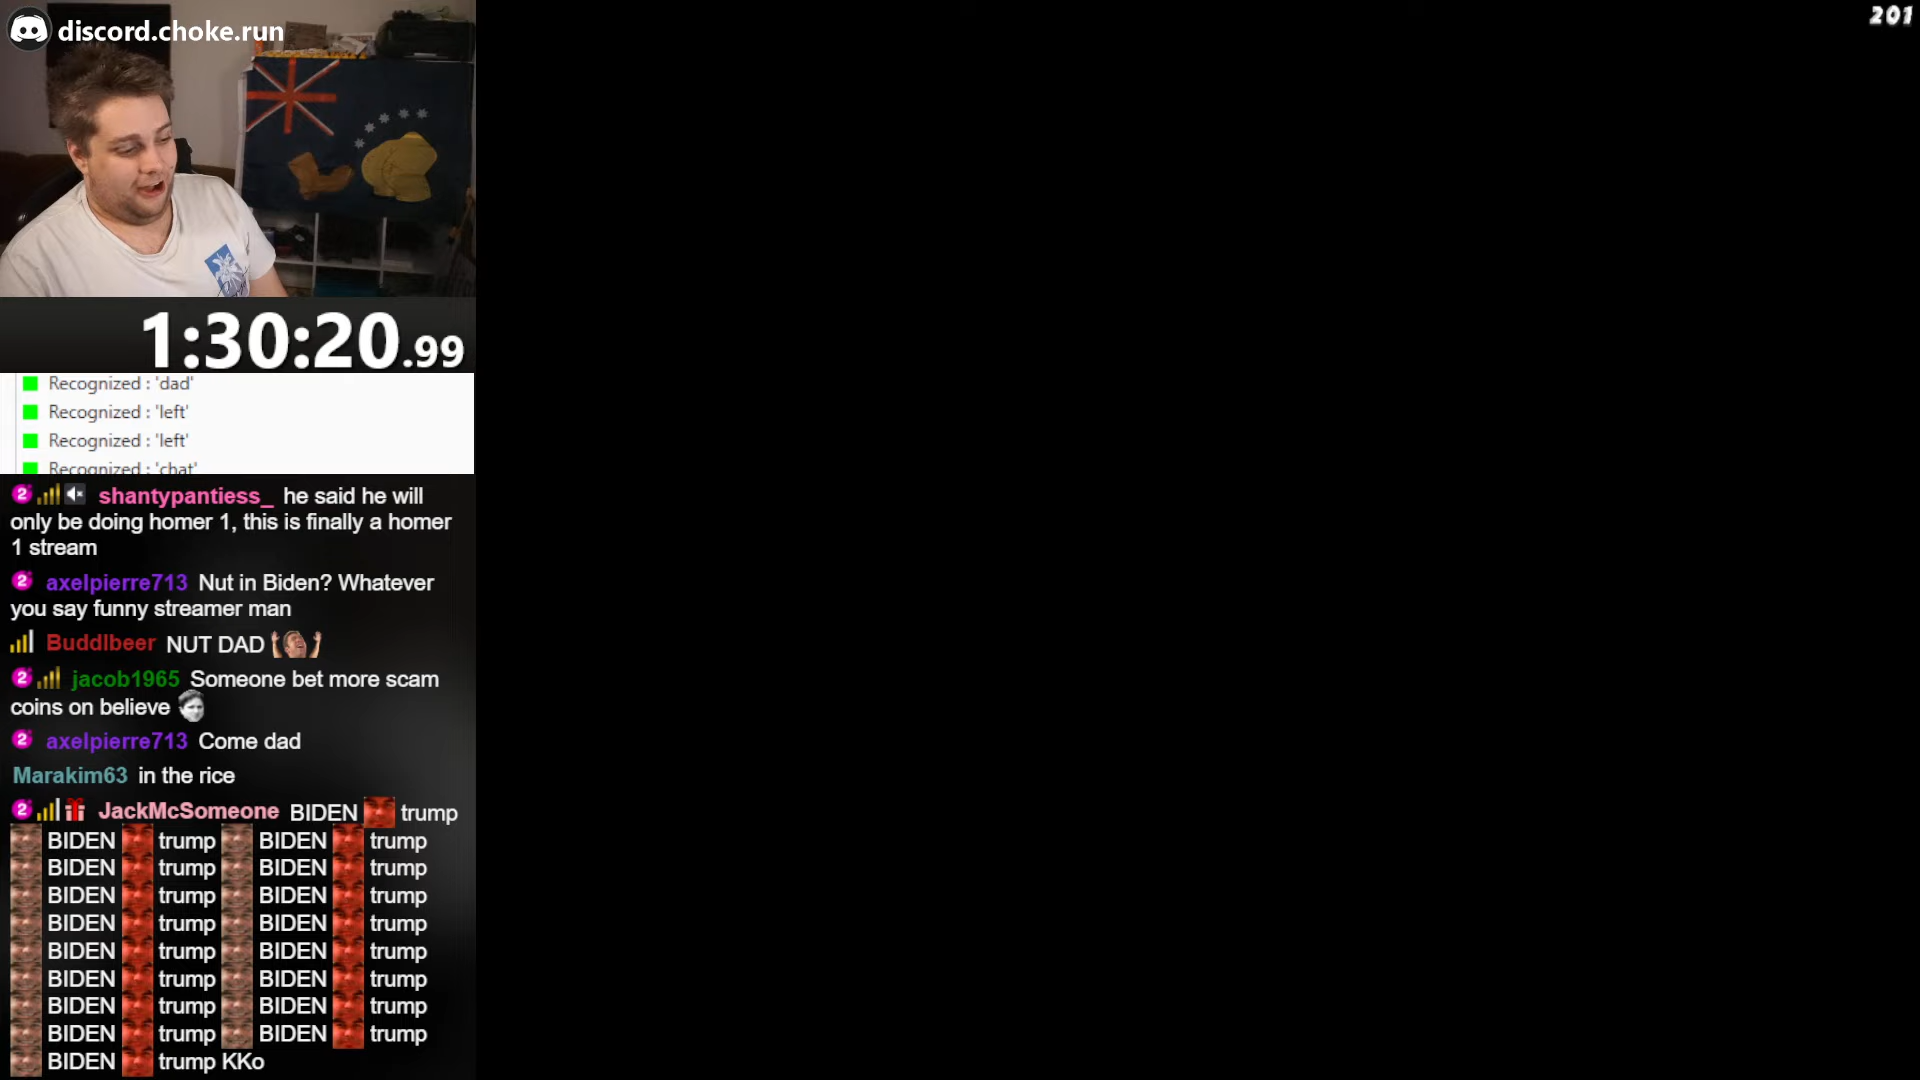 discord.choke.run
201
1:30:20.99
Recognized : 'dad'
Recognized : 'left'
Recognized : 'left'
Recognized : 'chat'
shantypantiess_ he said he will
only be doing homer 1, this is finally a homer
1 stream
axelpierre713 Nut in Biden? Whatever
you say funny streamer man
Buddlbeer NUT DAD
jacob1965 Someone bet more scam
coins on believe
axelpierre713 Come dad
Marakim63 in the rice
JackMcSomeone BIDEN trump
BIDEN trump BIDEN trump
BIDEN trump BIDEN trump
BIDEN trump BIDEN trump
BIDEN trump BIDEN trump
BIDEN trump BIDEN trump
BIDEN trump BIDEN trump
BIDEN trump BIDEN trump
BIDEN trump BIDEN trump
BIDEN trump KKo